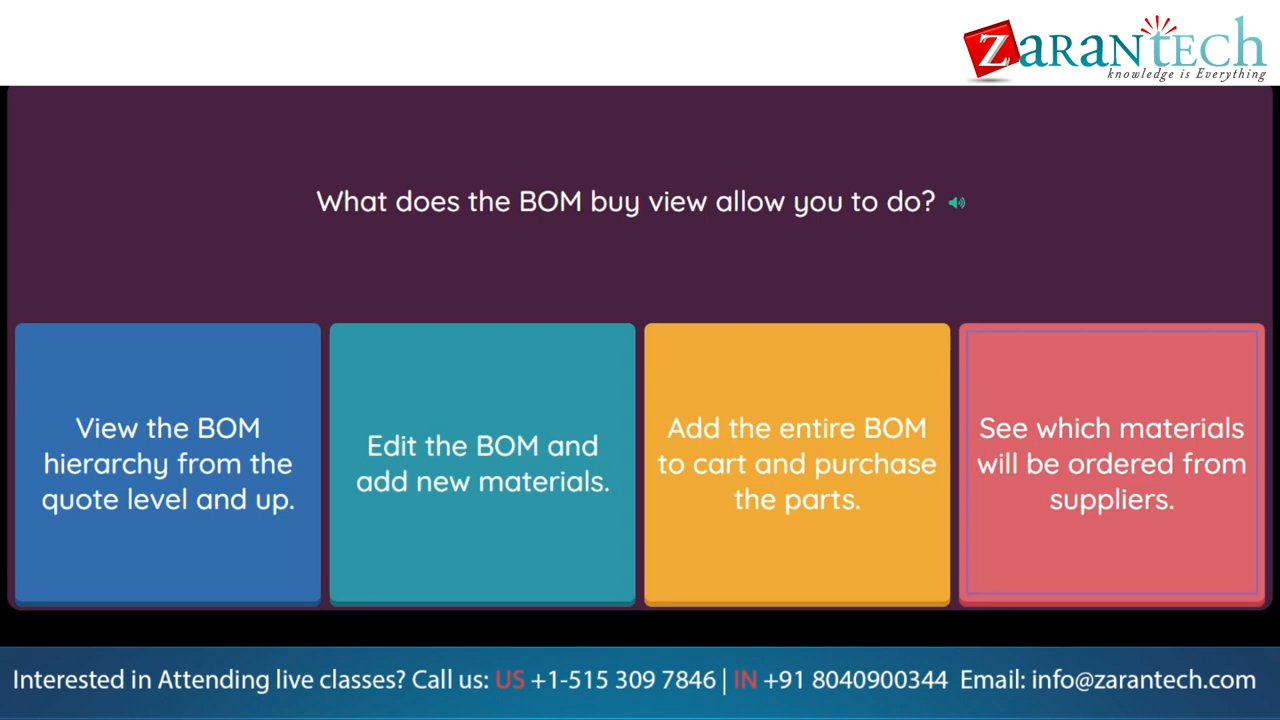 ZARANTECH
knowledge is Everything
What does the BOM buy view allow you to do?
View the BOM
hierarchy from the
quote level and up.
Edit the BOM and
add new materials.
Add the entire BOM
to cart and purchase
the parts.
See which materials
will be ordered from
suppliers.
Interested in Attending live classes? Call us: US +1-515 309 7846 | IN +91 8040900344 Email: info@zarantech.com